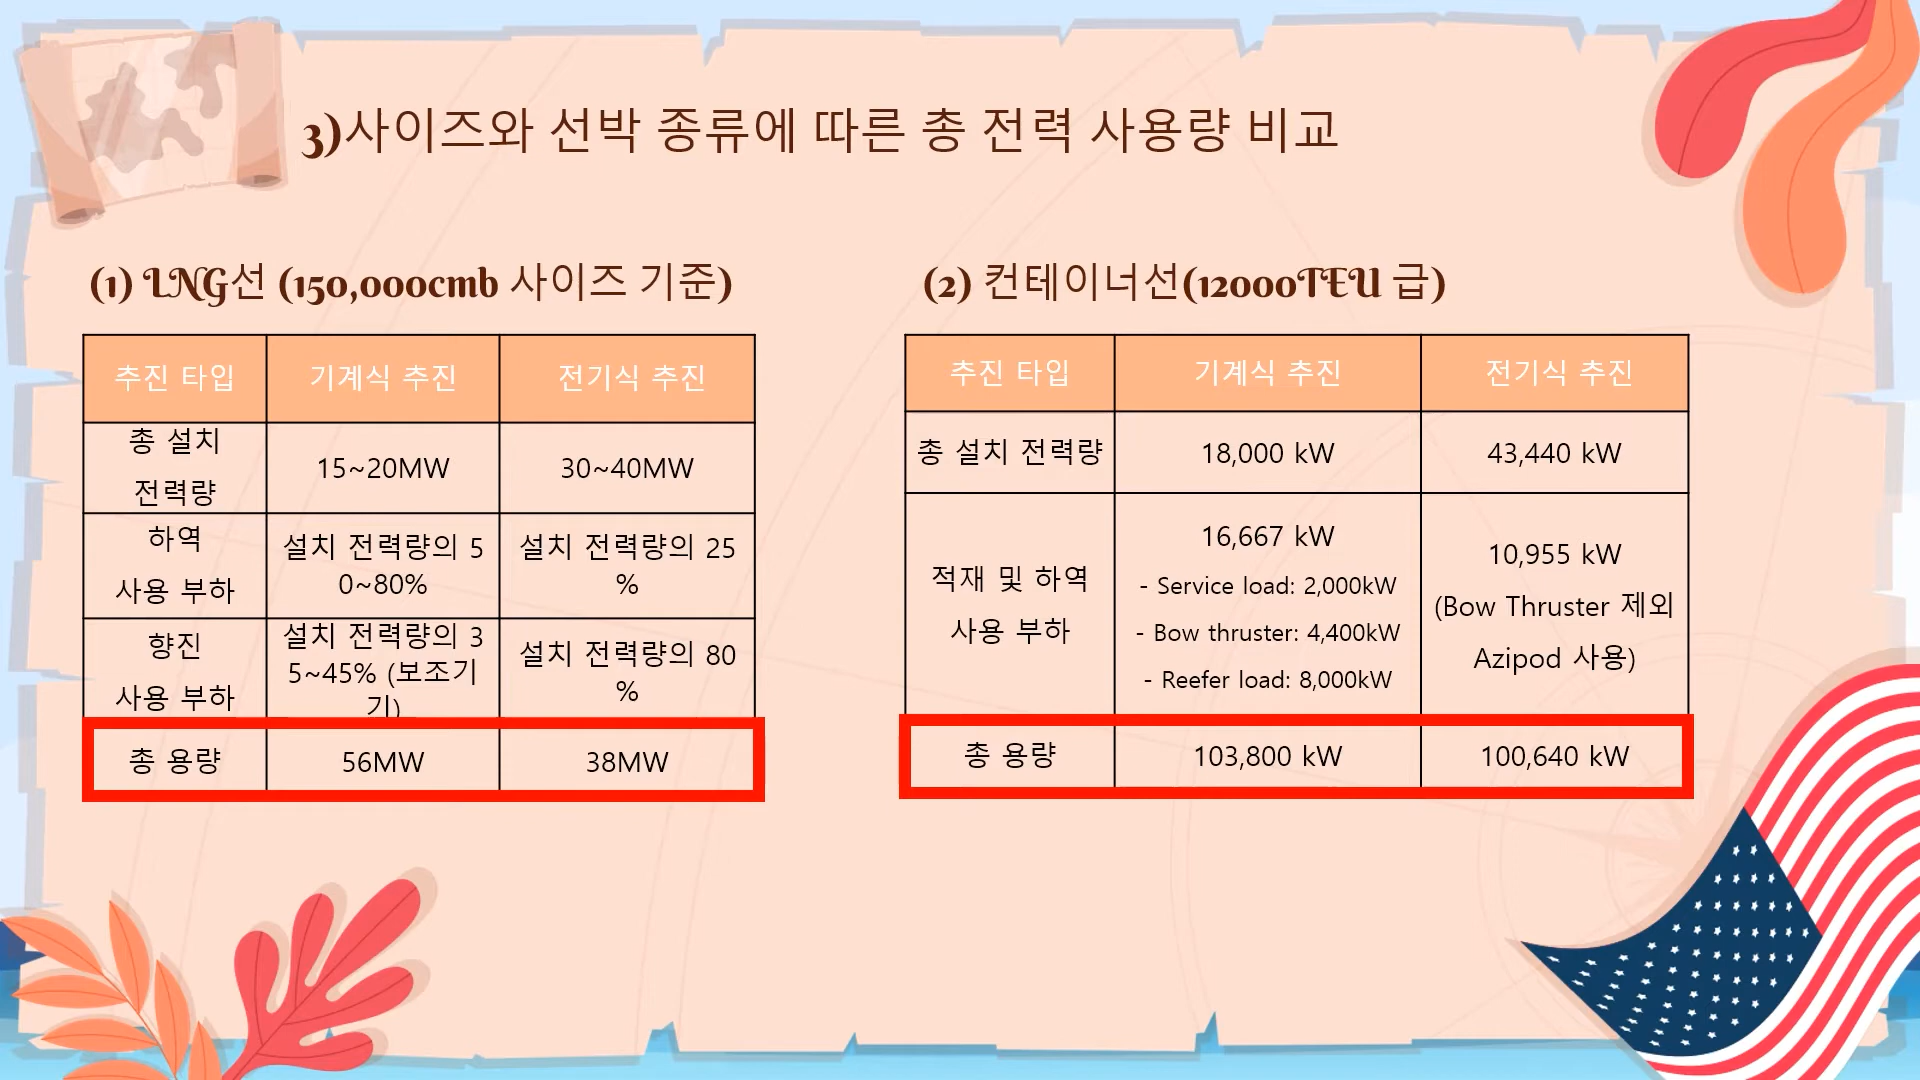 3)사이즈와 선박 종류에 따른 총 전력 사용량 비교
(1) LNG선 (150,000cmb 사이즈 기준)
추진 타입 기계식 추진 전기식 추진
총 설치
전력량
15~20MW 30~40MW
하역
사용 부하
설치 전력량의 5
0~80%
설치 전력량의 25
%
항진
사용 부하
설치 전력량의 3
5~45% (보조기
기)
설치 전력량의 80
%
총 용량 56MW 38MW
(2) 컨테이너선(12000TEU 급)
추진 타입 기계식 추진 전기식 추진
총 설치 전력량 18,000 kW 43,440 kW
적재 및 하역
사용 부하
16,667 kW
- Service load: 2,000kW
- Bow thruster: 4,400kW
- Reefer load: 8,000kW
10,955 kW
(Bow Thruster 제외
Azipod 사용)
총 용량 103,800 kW 100,640 kW